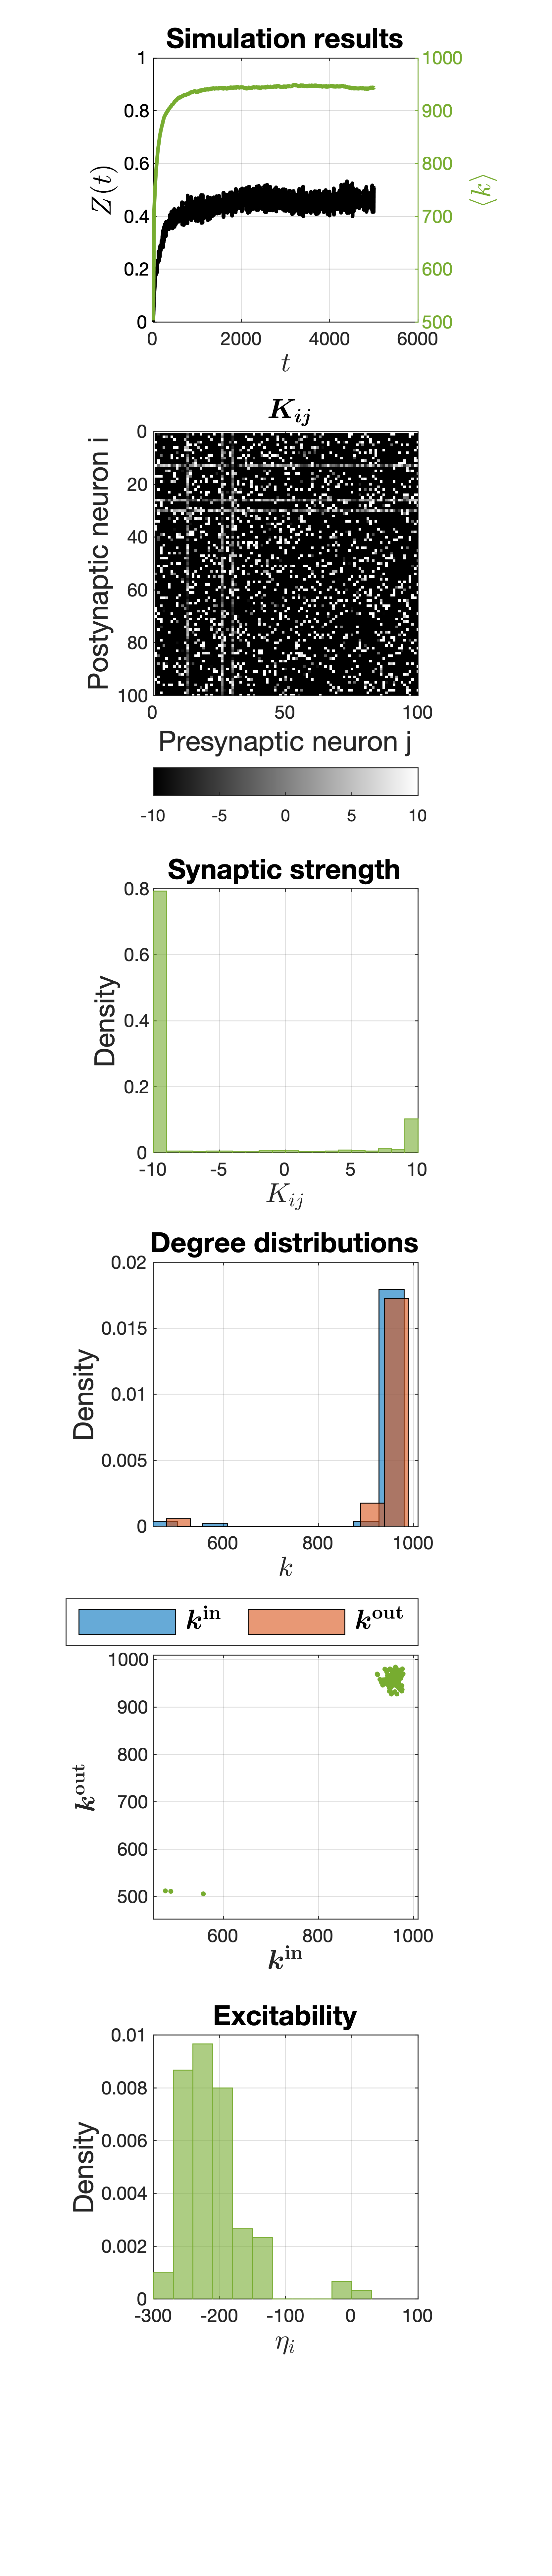 Simulation results
1
0.8
0.6
0.4
0.2
0
Z(t)
1000
900
800
700
600
500
⟨k⟩
0 2000 4000 6000
t
K_ij
0
20
40
60
80
100
Postynaptic neuron i
0 50 100
Presynaptic neuron j
-10 -5 0 5 10
Synaptic strength
0.8
0.6
0.4
0.2
0
Density
-10 -5 0 5 10
K_ij
Degree distributions
0.02
0.015
0.01
0.005
0
Density
600 800 1000
k
k^in k^out
1000
900
800
700
600
500
k^out
600 800 1000
k^in
Excitability
0.01
0.008
0.006
0.004
0.002
0
Density
-300 -200 -100 0 100
η_i